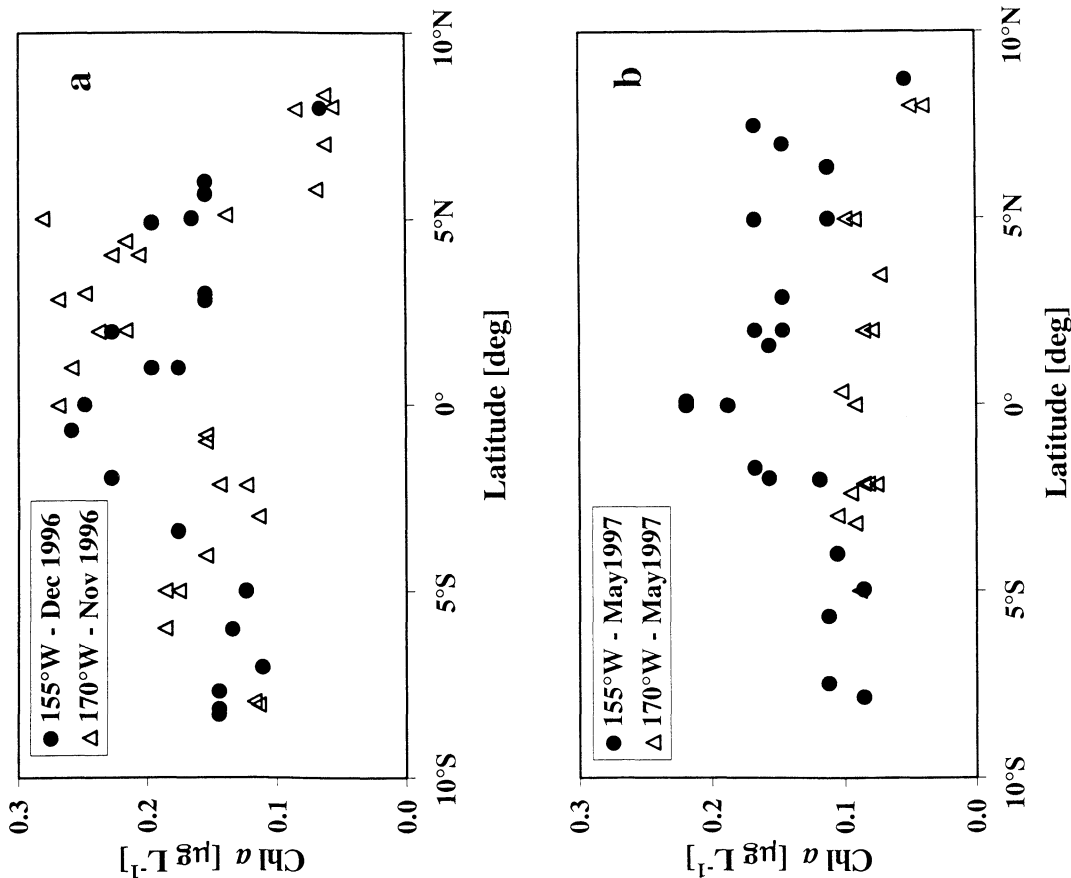 a
● 155°W - Dec 1996
△ 170°W - Nov 1996
0.3
0.2
0.1
0.0
Chl a [µg L⁻¹]
10°S
5°S
0°
5°N
10°N
Latitude [deg]
b
● 155°W - May1997
△ 170°W - May1997
0.3
0.2
0.1
0.0
Chl a [µg L⁻¹]
10°S
5°S
0°
5°N
10°N
Latitude [deg]